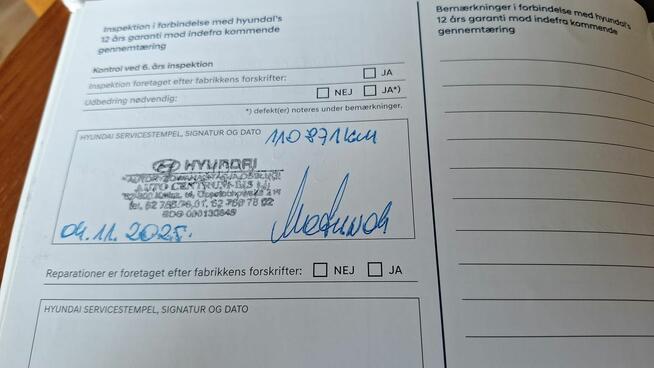 Inspektion i forbindelse med hyundai's
12 års garanti mod indefra kommende
gennemtæring
Kontrol ved 6. års inspektion
Inspektion foretaget efter fabrikkens forskrifter: JA
Udbedring nødvendig: NEJ JA*)
*) defekt(er) noteres under bemærkninger.
HYUNDAI SERVICESTEMPEL, SIGNATUR OG DATO
110 871 km
HYUNDAI
AUTO CENTRUM
04.11.2025.
Reparationer er foretaget efter fabrikkens forskrifter: NEJ JA
HYUNDAI SERVICESTEMPEL, SIGNATUR OG DATO
Bemærkninger i forbindelse med hyundai's
12 års garanti mod indefra kommende
gennemtæring